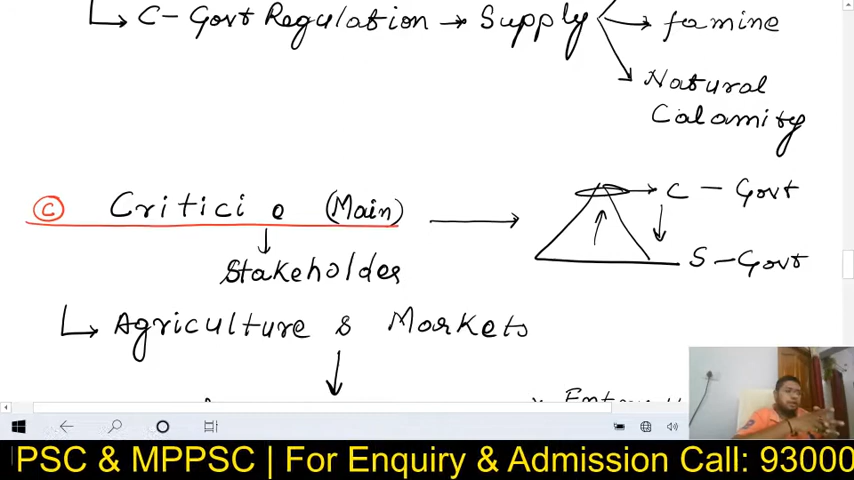 C-Govt Regulation → Supply → famine
Natural
Calamity
© Critici e (Main) → C - Govt
Stakeholder
S-Govt
Agriculture & Markets
PSC & MPPSC | For Enquiry & Admission Call: 93000